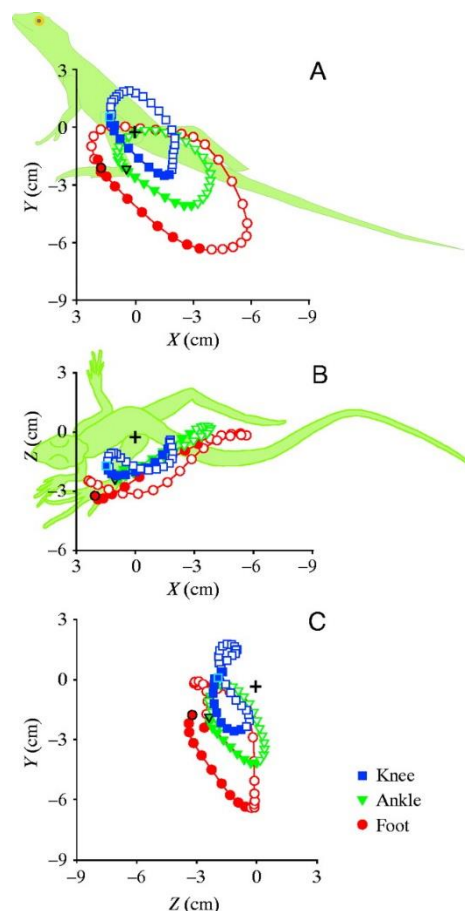 A
3
0
–3
–6
–9
Y (cm)
3 0 –3 –6 –9
X (cm)
B
3
0
–3
–6
Z (cm)
3 0 –3 –6 –9
X (cm)
C
3
0
–3
–6
–9
Y (cm)
–9 –6 –3 0 3
Z (cm)
Knee
Ankle
Foot